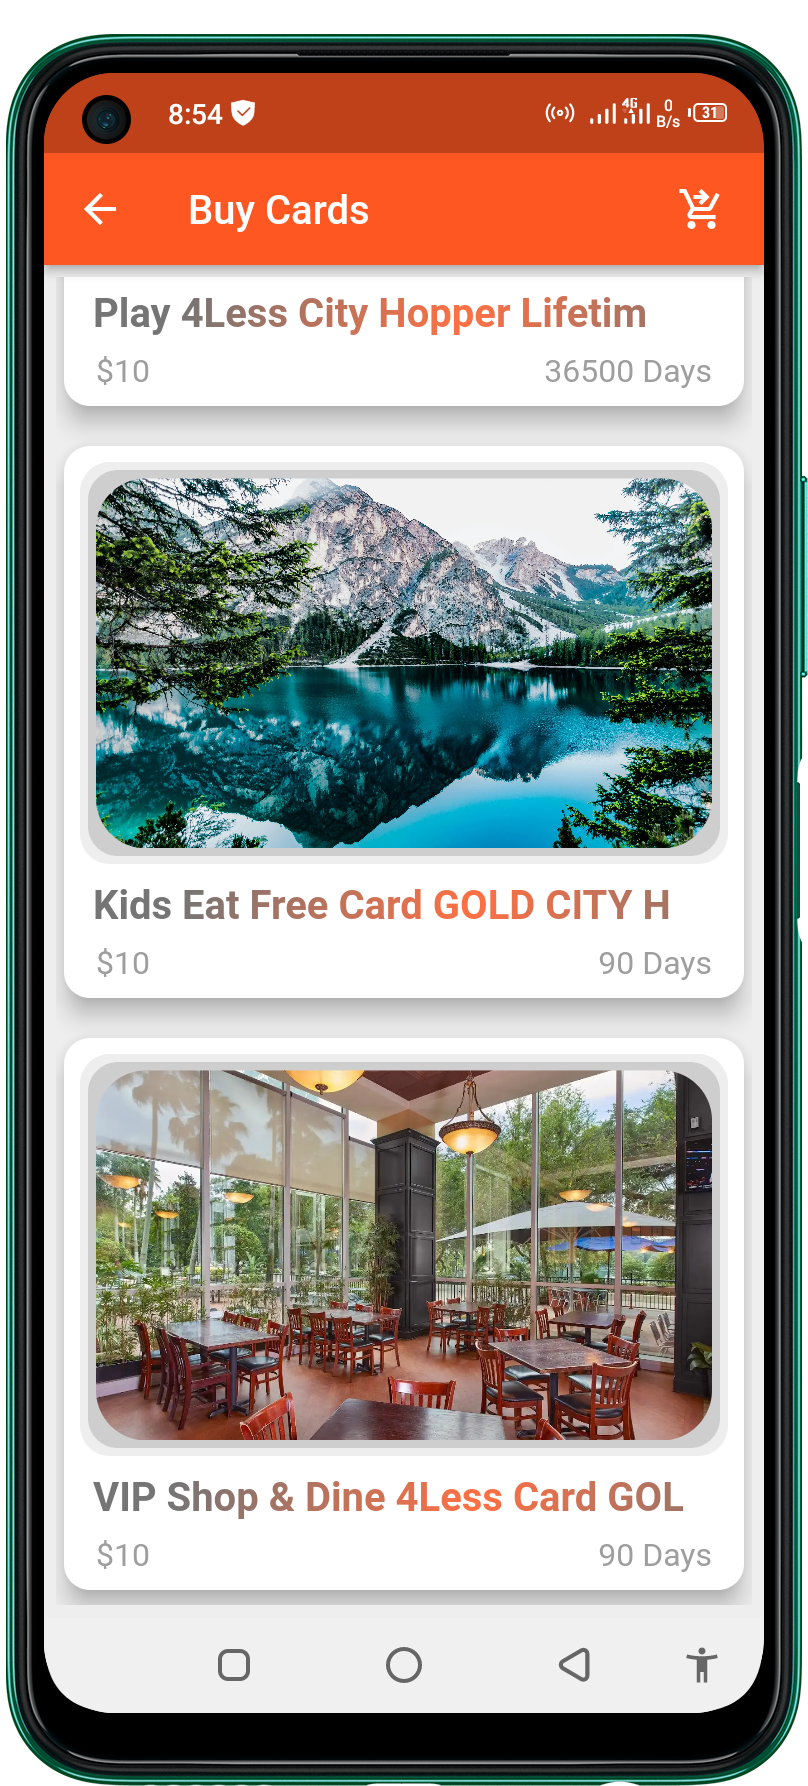 8:54 4G 0 B/s 31
Buy Cards
Play 4Less City Hopper Lifetim
$10 36500 Days
Kids Eat Free Card GOLD CITY H
$10 90 Days
VIP Shop & Dine 4Less Card GOL
$10 90 Days